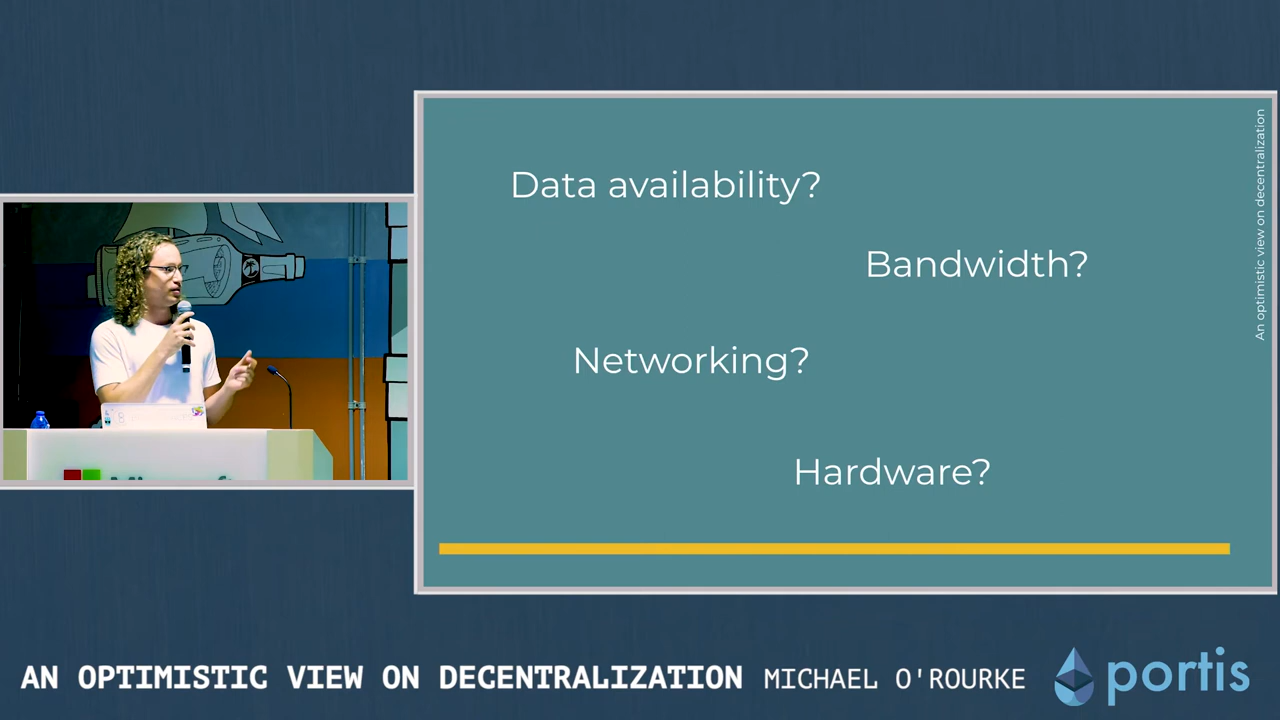 Data availability?
Bandwidth?
Networking?
Hardware?
An optimistic view on decentralization
AN OPTIMISTIC VIEW ON DECENTRALIZATION MICHAEL O'ROURKE
portis